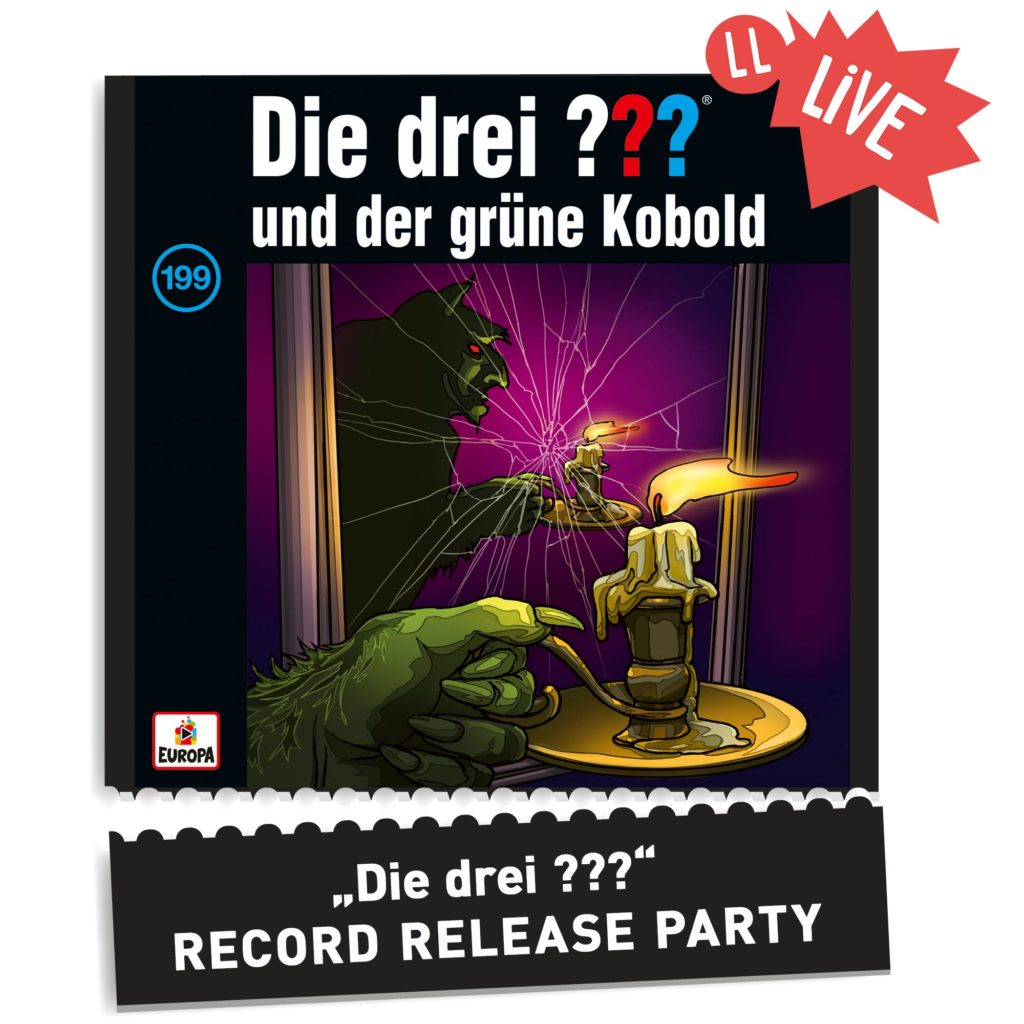 LL
LiVE
Die drei ???®
und der grüne Kobold
199
EUROPA
„Die drei ???“
RECORD RELEASE PARTY